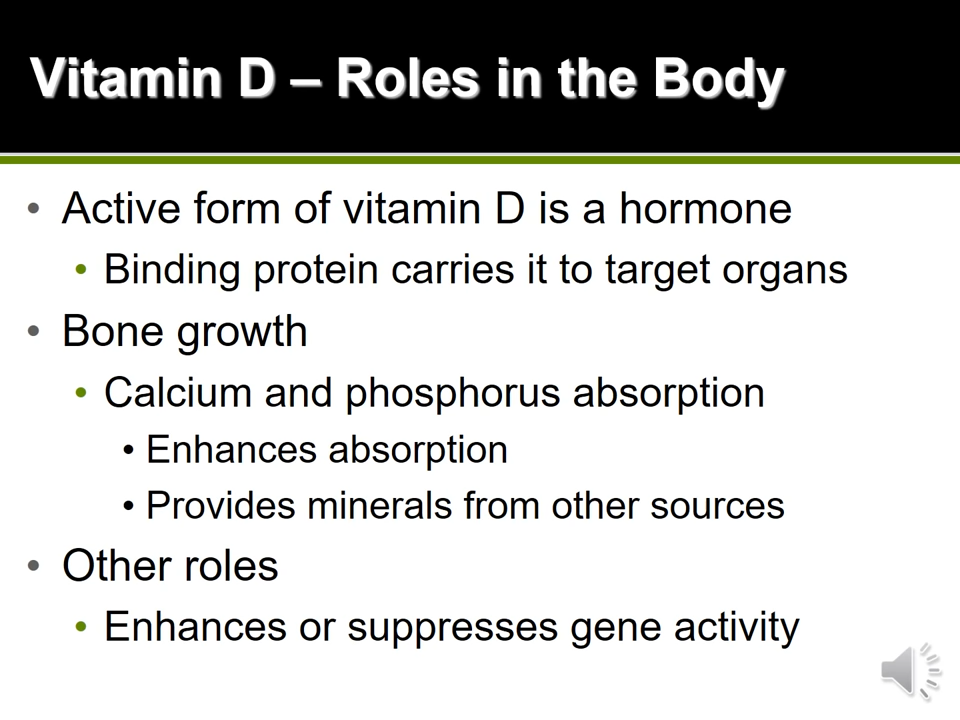 Vitamin D – Roles in the Body
• Active form of vitamin D is a hormone
• Binding protein carries it to target organs
• Bone growth
• Calcium and phosphorus absorption
• Enhances absorption
• Provides minerals from other sources
• Other roles
• Enhances or suppresses gene activity